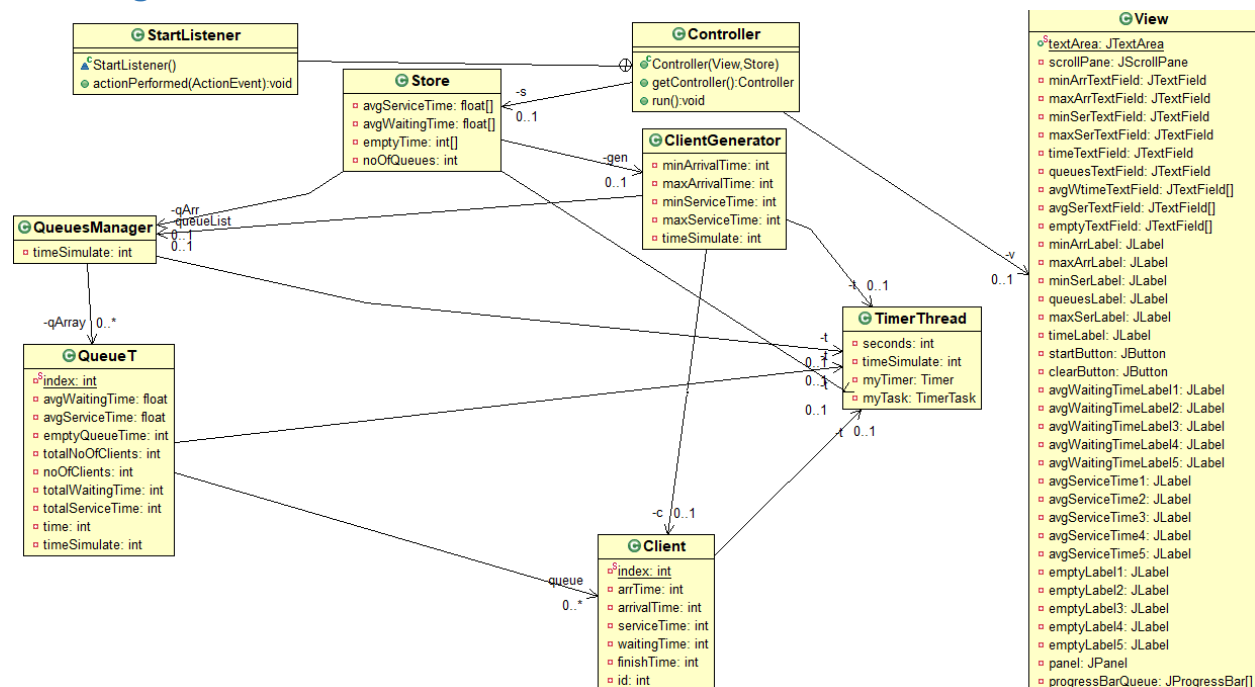 StartListener
StartListener()
actionPerformed(ActionEvent):void
Controller
Controller(View,Store)
getController():Controller
run():void
View
textArea: JTextArea
scrollPane: JScrollPane
minArrTextField: JTextField
maxArrTextField: JTextField
minSerTextField: JTextField
maxSerTextField: JTextField
timeTextField: JTextField
queuesTextField: JTextField
avgWtimeTextField: JTextField[]
avgSerTextField: JTextField[]
emptyTextField: JTextField[]
minArrLabel: JLabel
maxArrLabel: JLabel
minSerLabel: JLabel
queuesLabel: JLabel
maxSerLabel: JLabel
timeLabel: JLabel
startButton: JButton
clearButton: JButton
avgWaitingTimeLabel1: JLabel
avgWaitingTimeLabel2: JLabel
avgWaitingTimeLabel3: JLabel
avgWaitingTimeLabel4: JLabel
avgWaitingTimeLabel5: JLabel
avgServiceTime1: JLabel
avgServiceTime2: JLabel
avgServiceTime3: JLabel
avgServiceTime4: JLabel
avgServiceTime5: JLabel
emptyLabel1: JLabel
emptyLabel2: JLabel
emptyLabel3: JLabel
emptyLabel4: JLabel
emptyLabel5: JLabel
panel: JPanel
progressBarQueue: JProgressBar[]
Store
avgServiceTime: float[]
avgWaitingTime: float[]
emptyTime: int[]
noOfQueues: int
-s
0..1
ClientGenerator
minArrivalTime: int
maxArrivalTime: int
minServiceTime: int
maxServiceTime: int
timeSimulate: int
-gen
0..1
-qArr
queueList
0..1
0..1
QueuesManager
timeSimulate: int
-v
0..1
-t 0..1
-qArray 0..*
TimerThread
seconds: int
timeSimulate: int
myTimer: Timer
myTask: TimerTask
-t
0..1
0..1
0..1
-t 0..1
QueueT
index: int
avgWaitingTime: float
avgServiceTime: float
emptyQueueTime: int
totalNoOfClients: int
noOfClients: int
totalWaitingTime: int
totalServiceTime: int
time: int
timeSimulate: int
-c 0..1
queue
0..*
Client
index: int
arrTime: int
arrivalTime: int
serviceTime: int
waitingTime: int
finishTime: int
id: int